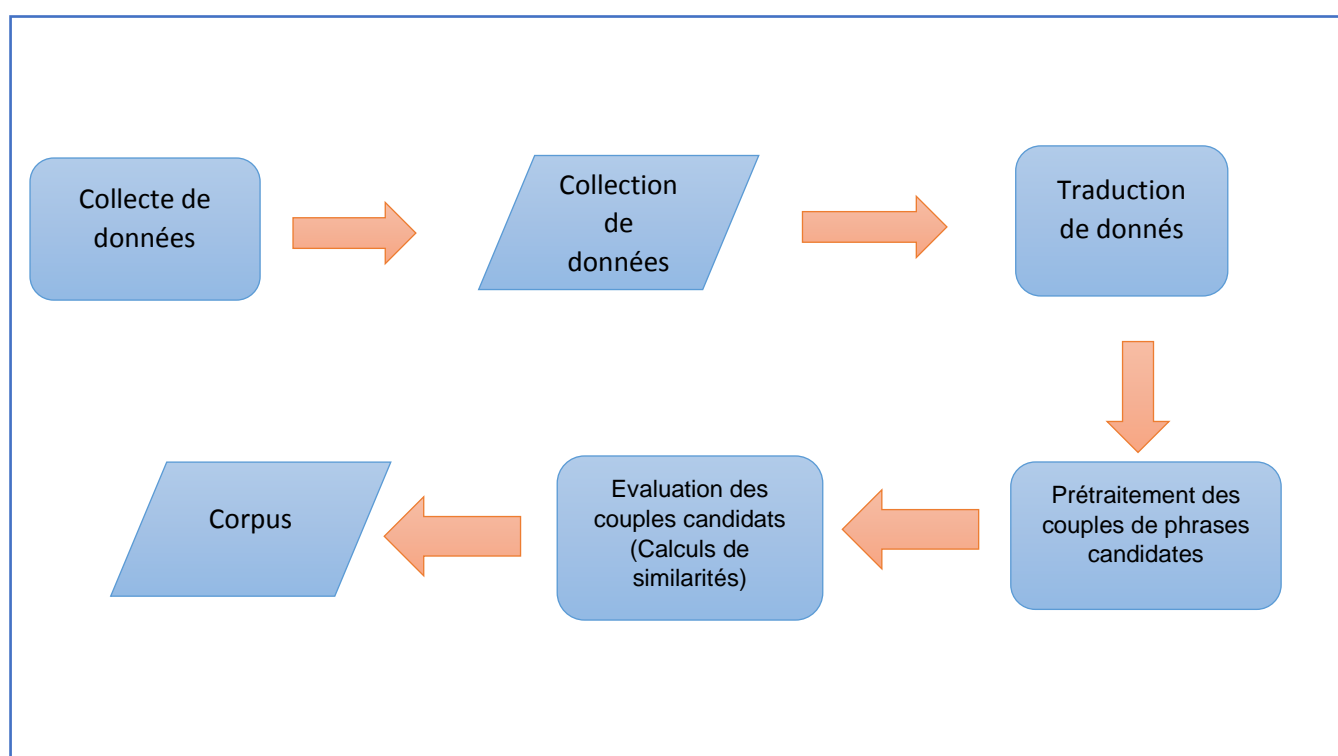 Collecte de
données
Collection
de
données
Traduction
de donnés
Prétraitement des
couples de phrases
candidates
Evaluation des
couples candidats
(Calculs de
similarités)
Corpus